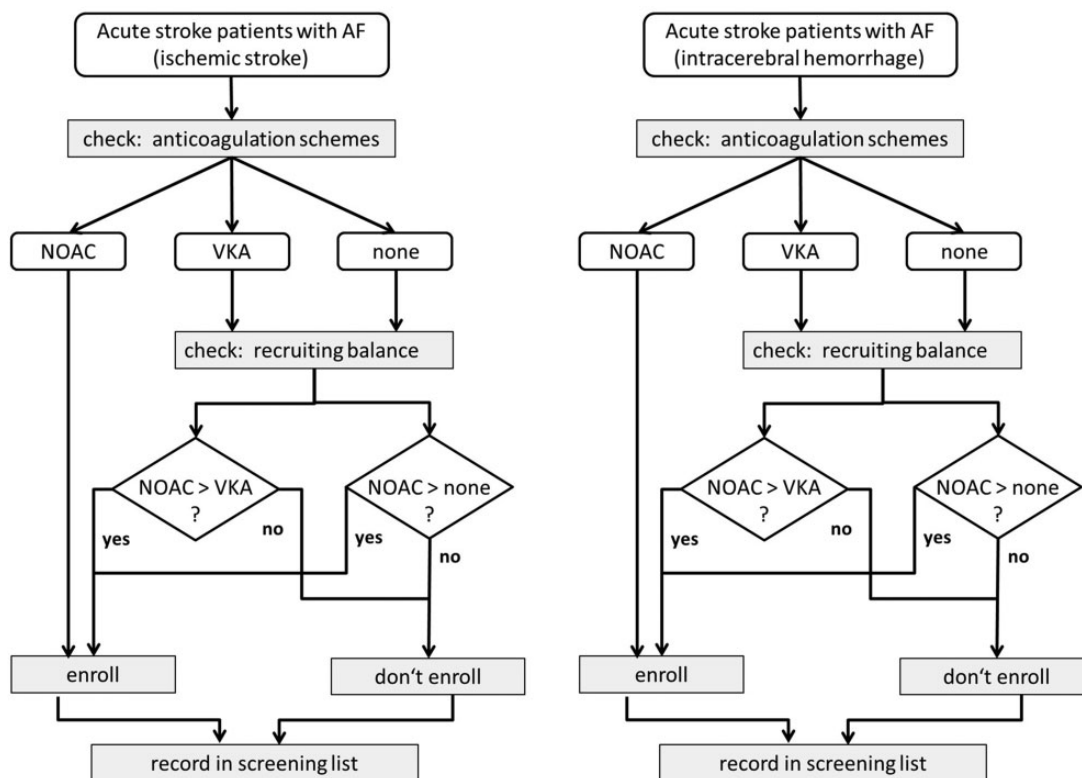 Acute stroke patients with AF
(ischemic stroke)
check: anticoagulation schemes
NOAC
VKA
none
check: recruiting balance
NOAC > VKA
?
NOAC > none
?
yes
no
yes
no
enroll
don‘t enroll
record in screening list
Acute stroke patients with AF
(intracerebral hemorrhage)
check: anticoagulation schemes
NOAC
VKA
none
check: recruiting balance
NOAC > VKA
?
NOAC > none
?
yes
no
yes
no
enroll
don‘t enroll
record in screening list